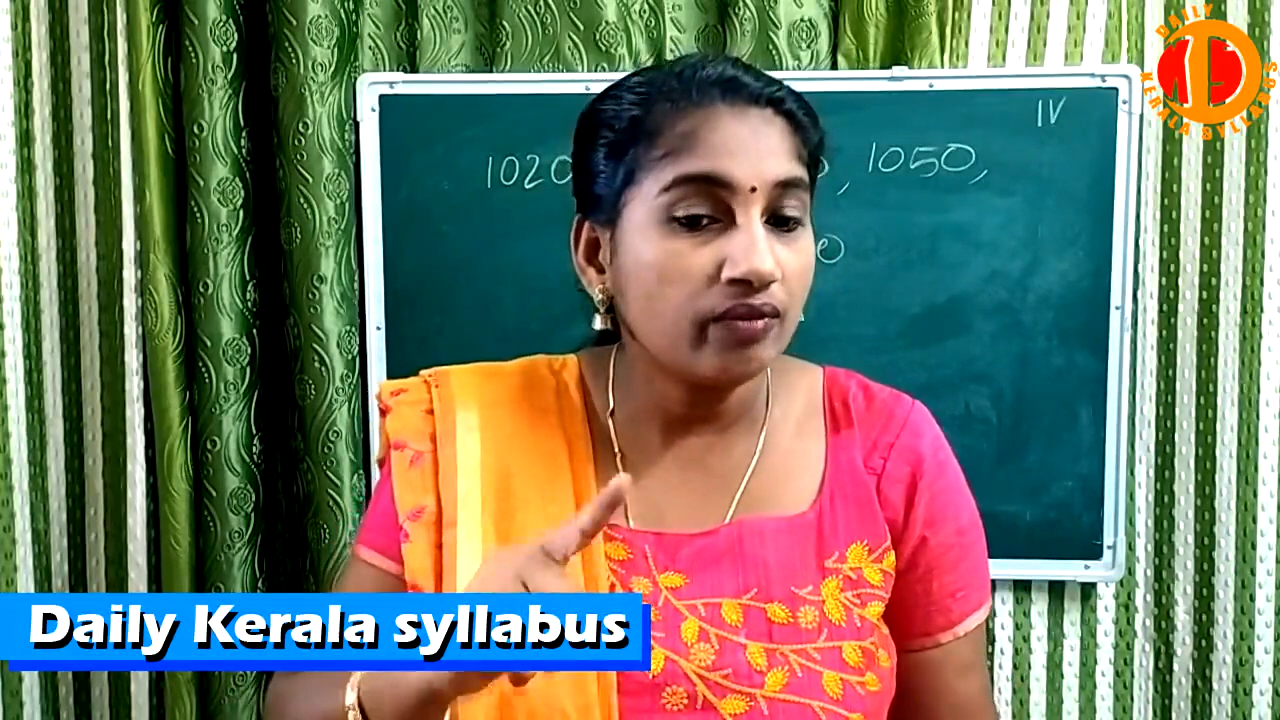 DAILY
KERALA SYLLABUS
IV
1020 , 1050,
Daily Kerala syllabus